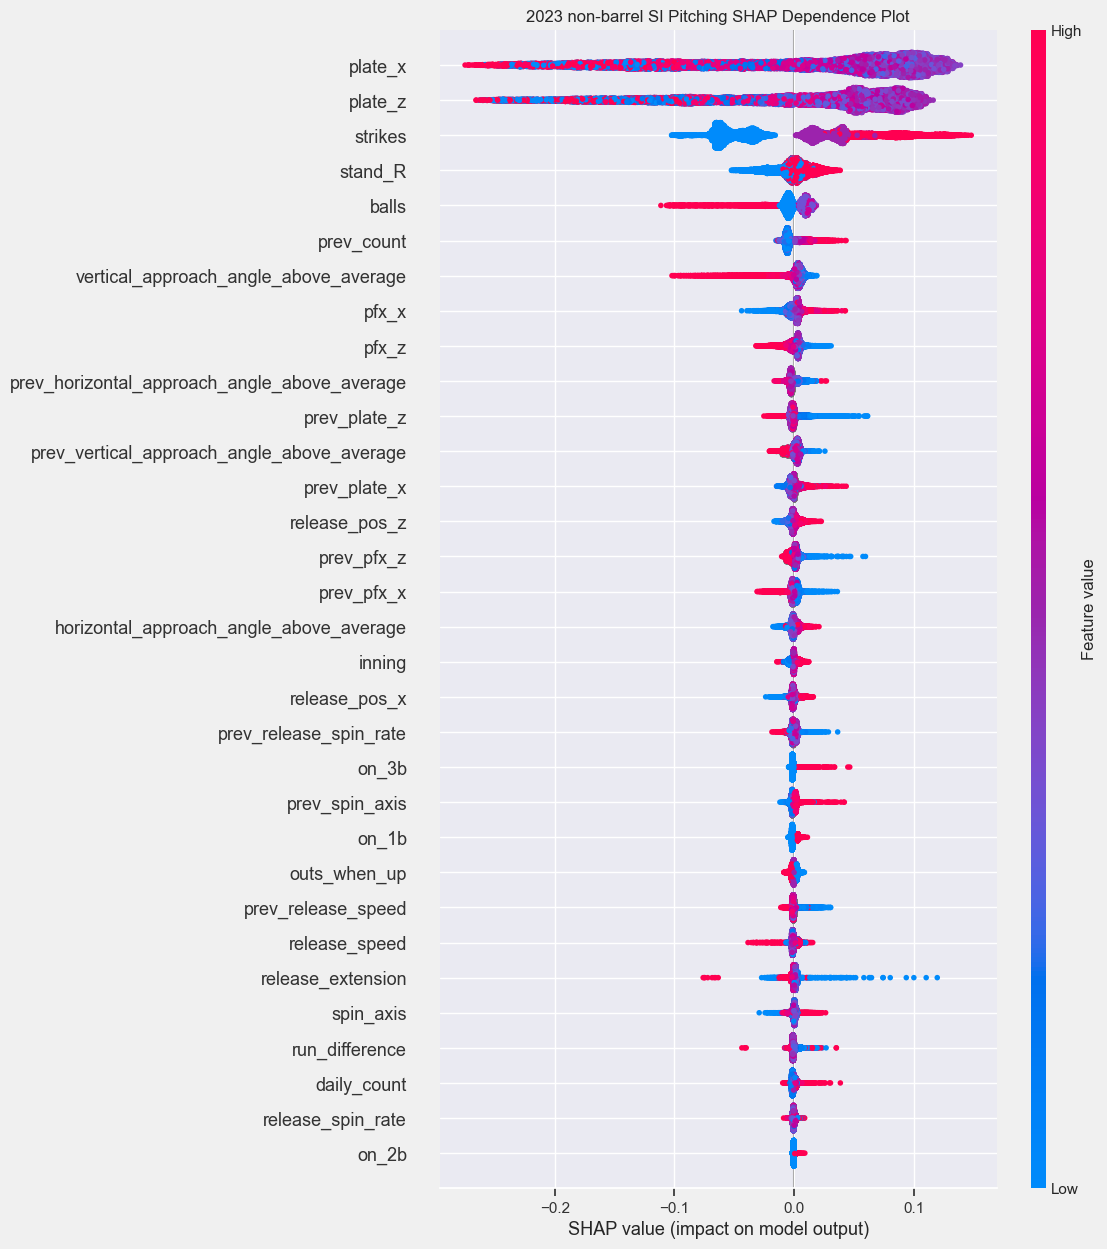 2023 non-barrel SI Pitching SHAP Dependence Plot
High
plate_x
plate_z
strikes
stand_R
balls
prev_count
vertical_approach_angle_above_average
pfx_x
pfx_z
prev_horizontal_approach_angle_above_average
prev_plate_z
prev_vertical_approach_angle_above_average
prev_plate_x
release_pos_z
prev_pfx_z
prev_pfx_x
horizontal_approach_angle_above_average
inning
release_pos_x
prev_release_spin_rate
on_3b
prev_spin_axis
on_1b
outs_when_up
prev_release_speed
release_speed
release_extension
spin_axis
run_difference
daily_count
release_spin_rate
on_2b
Feature value
Low
−0.2 −0.1 0.0 0.1
SHAP value (impact on model output)